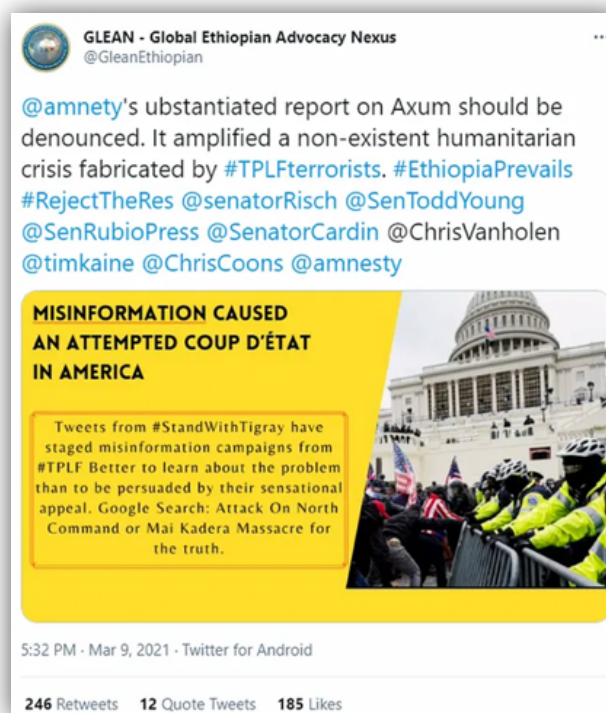 GLEAN - Global Ethiopian Advocacy Nexus
@GleanEthiopian
@amnety's ubstantiated report on Axum should be
denounced. It amplified a non-existent humanitarian
crisis fabricated by #TPLFterrorists. #EthiopiaPrevails
#RejectTheRes @senatorRisch @SenToddYoung
@SenRubioPress @SenatorCardin @ChrisVanholen
@timkaine @ChrisCoons @amnesty
MISINFORMATION CAUSED
AN ATTEMPTED COUP D'ÉTAT
IN AMERICA
Tweets from #StandWithTigray have
staged misinformation campaigns from
#TPLF Better to learn about the problem
than to be persuaded by their sensational
appeal. Google Search: Attack On North
Command or Mai Kadera Massacre for
the truth.
5:32 PM · Mar 9, 2021 · Twitter for Android
246 Retweets 12 Quote Tweets 185 Likes